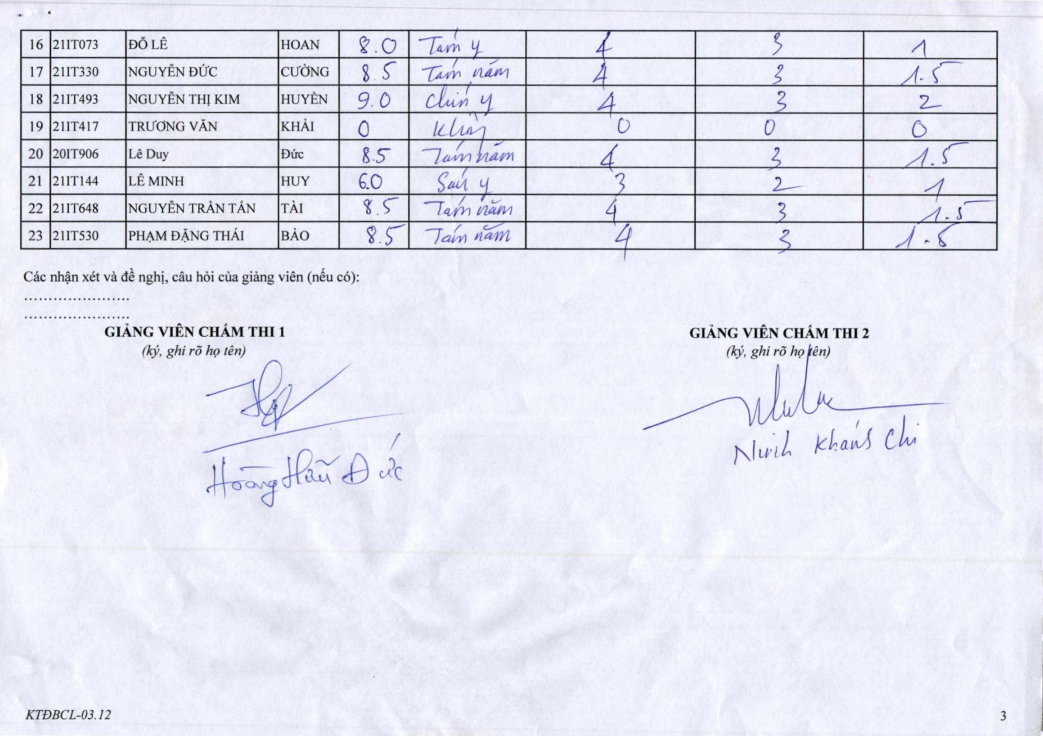 16 21IT073 ĐỖ LÊ HOAN 8.0 Tám y 4 3 1
17 21IT330 NGUYỄN ĐỨC CƯỜNG 8.5 Tám năm 4 3 1.5
18 21IT493 NGUYỄN THỊ KIM HUYỀN 9.0 Chín y 4 3 2
19 21IT417 TRƯƠNG VĂN KHẢI 0 0 0 0
20 20IT906 Lê Duy Đức 8.5 Tám năm 4 3 1.5
21 21IT144 LÊ MINH HUY 6.0 Sáu y 3 2 1
22 21IT648 NGUYỄN TRẦN TẤN TÀI 8.5 Tám năm 4 3 1.5
23 21IT530 PHẠM ĐẶNG THÁI BẢO 8.5 Tám năm 4 3 1.5
Các nhận xét và đề nghị, câu hỏi của giảng viên (nếu có):
........................
........................
GIẢNG VIÊN CHẤM THI 1 GIẢNG VIÊN CHẤM THI 2
(ký, ghi rõ họ tên) (ký, ghi rõ họ tên)
Hoàng Hữu Đức Khánh Chi
KTĐBCL-03.12 3